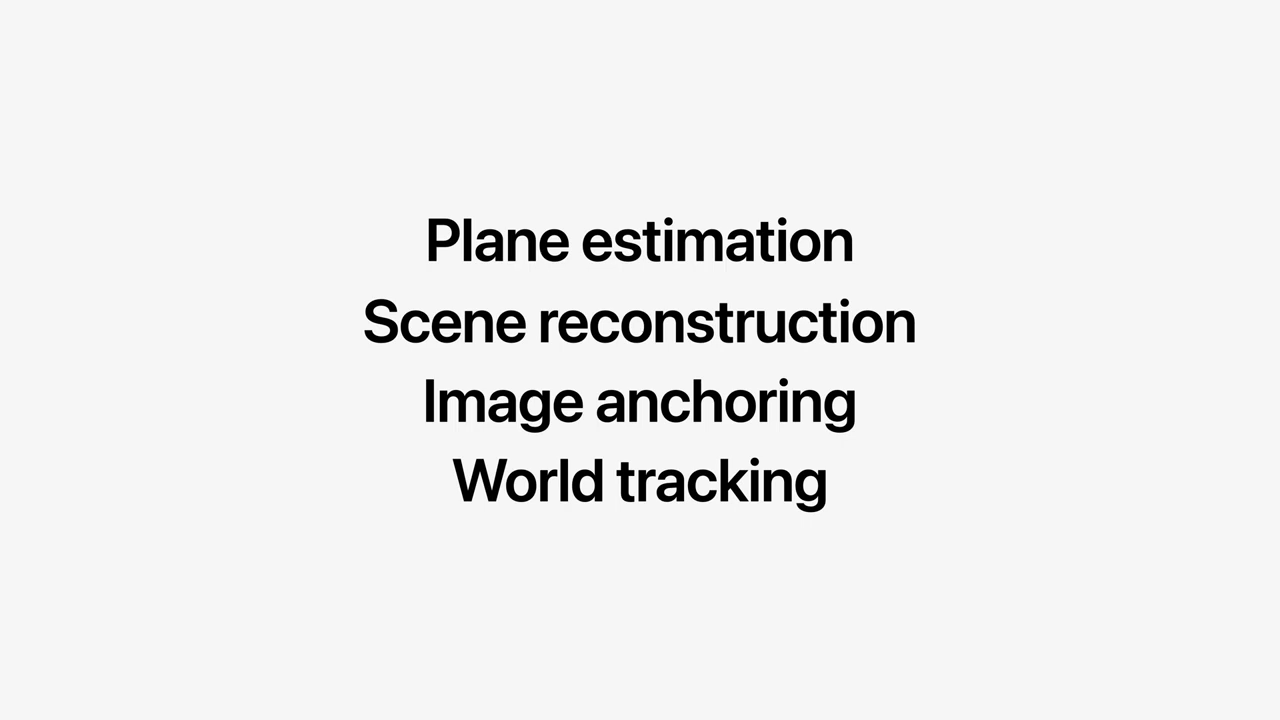 Plane estimation
Scene reconstruction
Image anchoring
World tracking